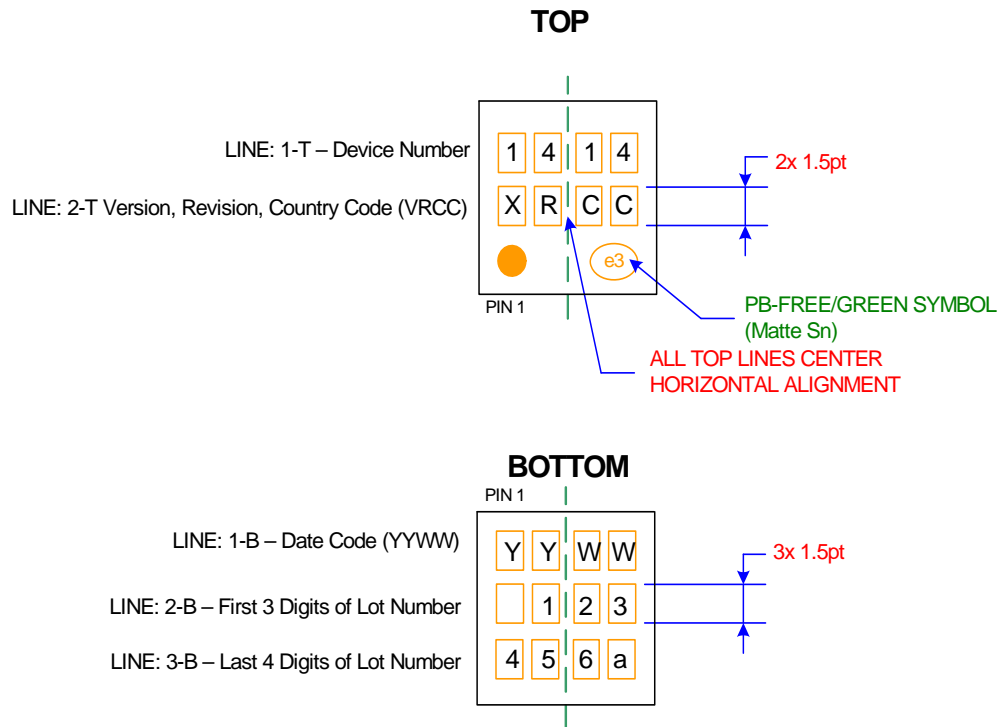 TOP
LINE: 1-T – Device Number
1 4 1 4
2x 1.5pt
LINE: 2-T Version, Revision, Country Code (VRCC)
X R C C
e3
PIN 1
PB-FREE/GREEN SYMBOL
(Matte Sn)
ALL TOP LINES CENTER
HORIZONTAL ALIGNMENT
BOTTOM
PIN 1
LINE: 1-B – Date Code (YYWW)
Y Y W W
3x 1.5pt
LINE: 2-B – First 3 Digits of Lot Number
1 2 3
LINE: 3-B – Last 4 Digits of Lot Number
4 5 6 a